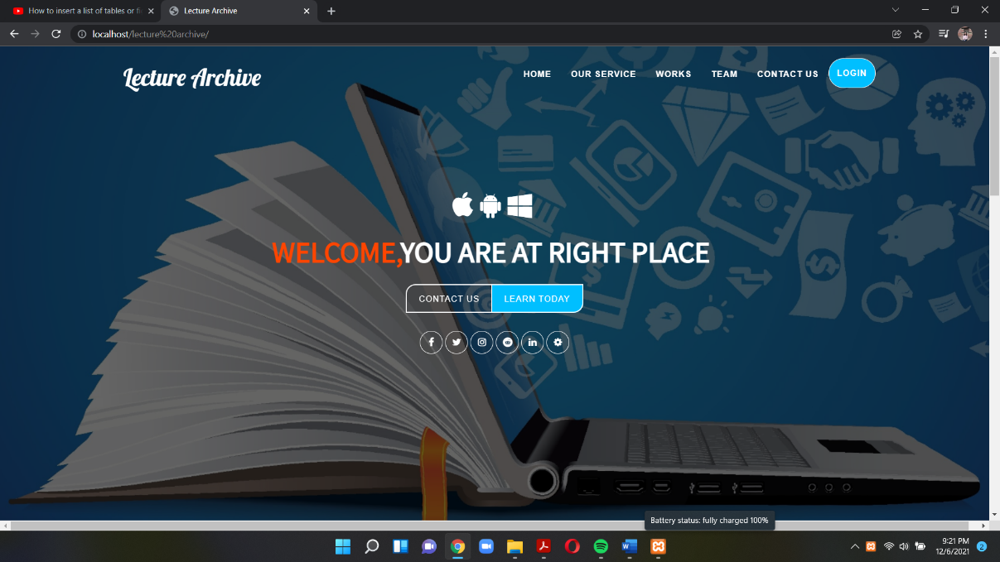 How to insert a list of tables or fi
Lecture Archive
localhost/lecture%20archive/
Lecture Archive
HOME OUR SERVICE WORKS TEAM CONTACT US LOGIN
WELCOME,YOU ARE AT RIGHT PLACE
CONTACT US LEARN TODAY
Battery status: fully charged 100%
9:21 PM
12/6/2021
2